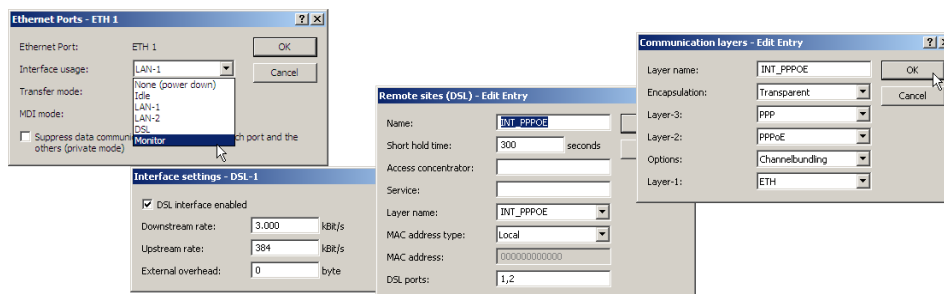 Ethernet Ports - ETH 1
Ethernet Port: ETH 1
OK
Interface usage: LAN-1
Cancel
None (power down)
Idle
LAN-1
LAN-2
DSL
Monitor
Transfer mode:
MDI mode:
Suppress data commu ch port and the
others (private mode)
Interface settings - DSL-1
DSL interface enabled
Downstream rate: 3.000 kBit/s
Upstream rate: 384 kBit/s
External overhead: 0 byte
Remote sites (DSL) - Edit Entry
Name: INT_PPPOE
Short hold time: 300 seconds
Access concentrator:
Service:
Layer name: INT_PPPOE
MAC address type: Local
MAC address: 000000000000
DSL ports: 1,2
Communication layers - Edit Entry
Layer name: INT_PPPOE
OK
Encapsulation: Transparent
Cancel
Layer-3: PPP
Layer-2: PPPoE
Options: Channelbundling
Layer-1: ETH